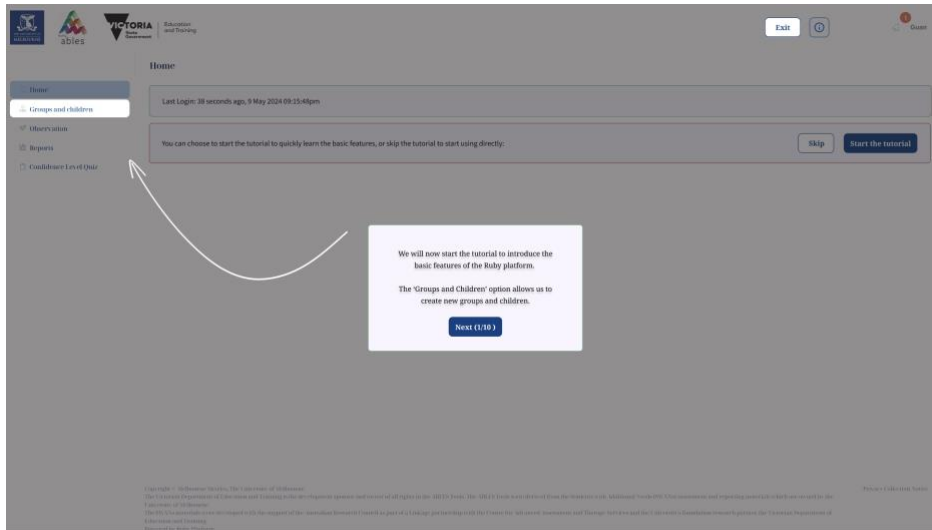 MELBOURNE
ables
VICTORIA
State
Government
Education
and Training
Exit
Guest
Home
Home
Groups and children
Observation
Reports
Confidence Level Quiz
Last Login: 38 seconds ago, 9 May 2024 09:15:48pm
You can choose to start the tutorial to quickly learn the basic features, or skip the tutorial to start using directly:
Skip
Start the tutorial
We will now start the tutorial to introduce the
basic features of the Ruby platform.
The 'Groups and Children' option allows us to
create new groups and children.
Next (1/10 )
Privacy Collection Notice